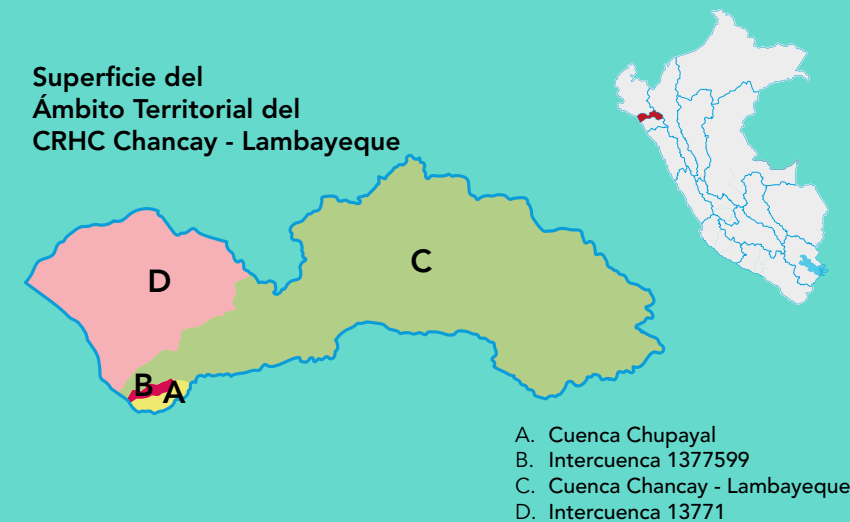 Superficie del
Ámbito Territorial del
CRHC Chancay - Lambayeque
D
C
B
A
A. Cuenca Chupayal
B. Intercuenca 1377599
C. Cuenca Chancay - Lambayeque
D. Intercuenca 13771